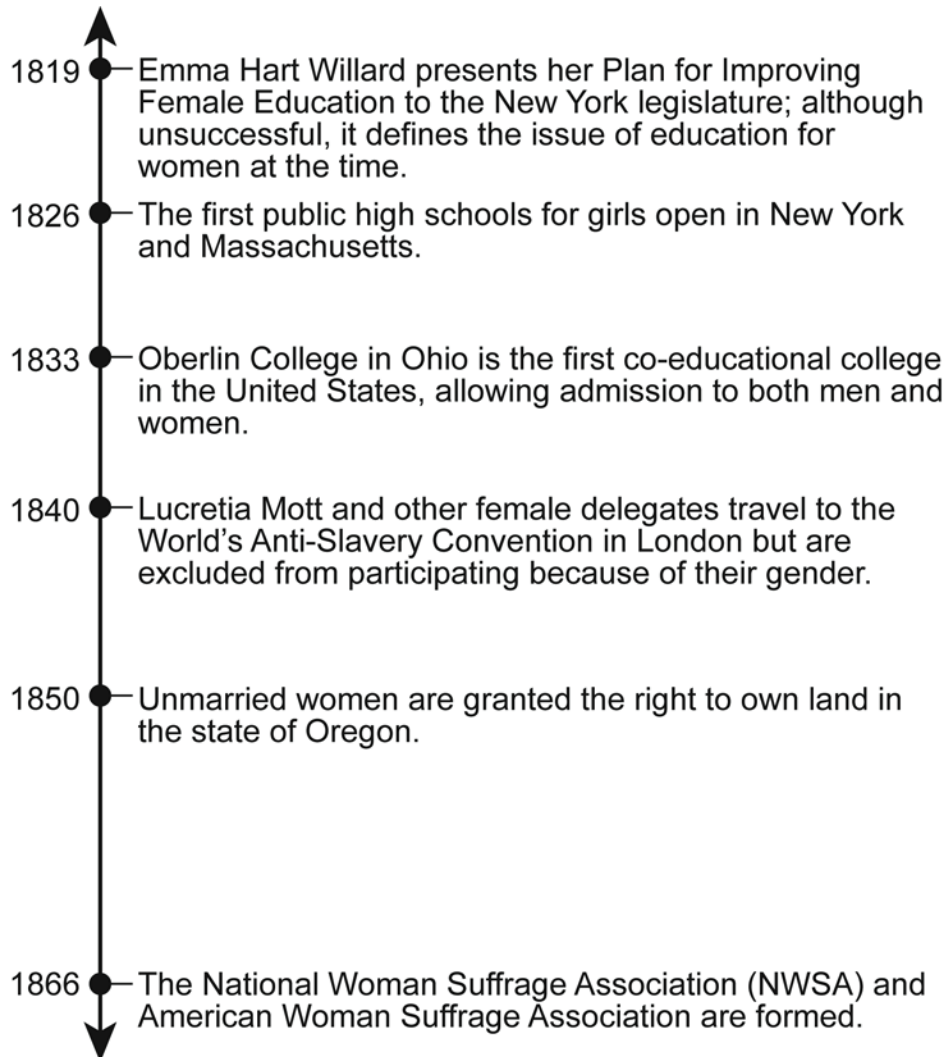 1819 Emma Hart Willard presents her Plan for Improving
Female Education to the New York legislature; although
unsuccessful, it defines the issue of education for
women at the time.
1826 The first public high schools for girls open in New York
and Massachusetts.
1833 Oberlin College in Ohio is the first co-educational college
in the United States, allowing admission to both men and
women.
1840 Lucretia Mott and other female delegates travel to the
World's Anti-Slavery Convention in London but are
excluded from participating because of their gender.
1850 Unmarried women are granted the right to own land in
the state of Oregon.
1866 The National Woman Suffrage Association (NWSA) and
American Woman Suffrage Association are formed.